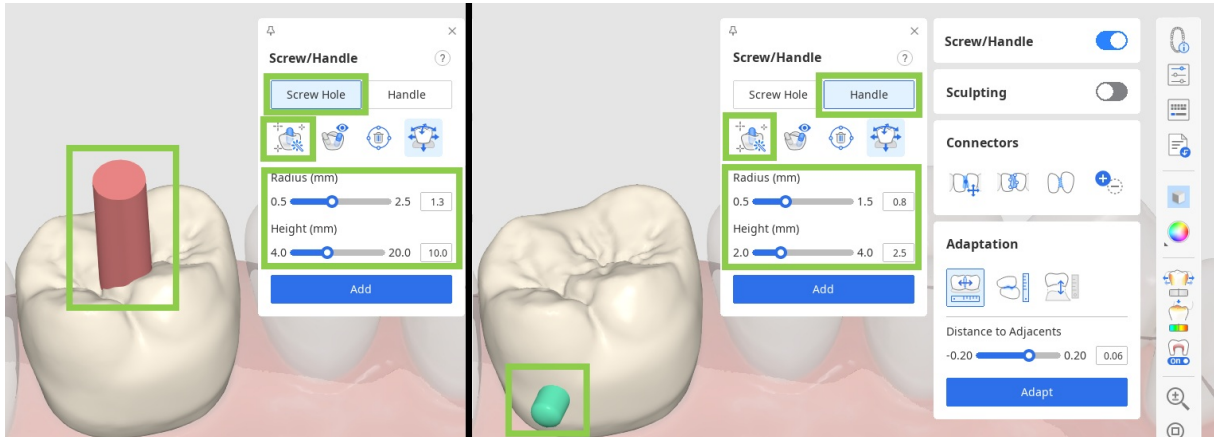 Screw/Handle
?
Screw Hole
Handle
Radius (mm)
0.5
2.5
1.3
Height (mm)
4.0
20.0
10.0
Add
Screw/Handle
?
Screw Hole
Handle
Radius (mm)
0.5
1.5
0.8
Height (mm)
2.0
4.0
2.5
Add
Screw/Handle
Sculpting
Connectors
Adaptation
Distance to Adjacents
-0.20
0.20
0.06
Adapt
ON